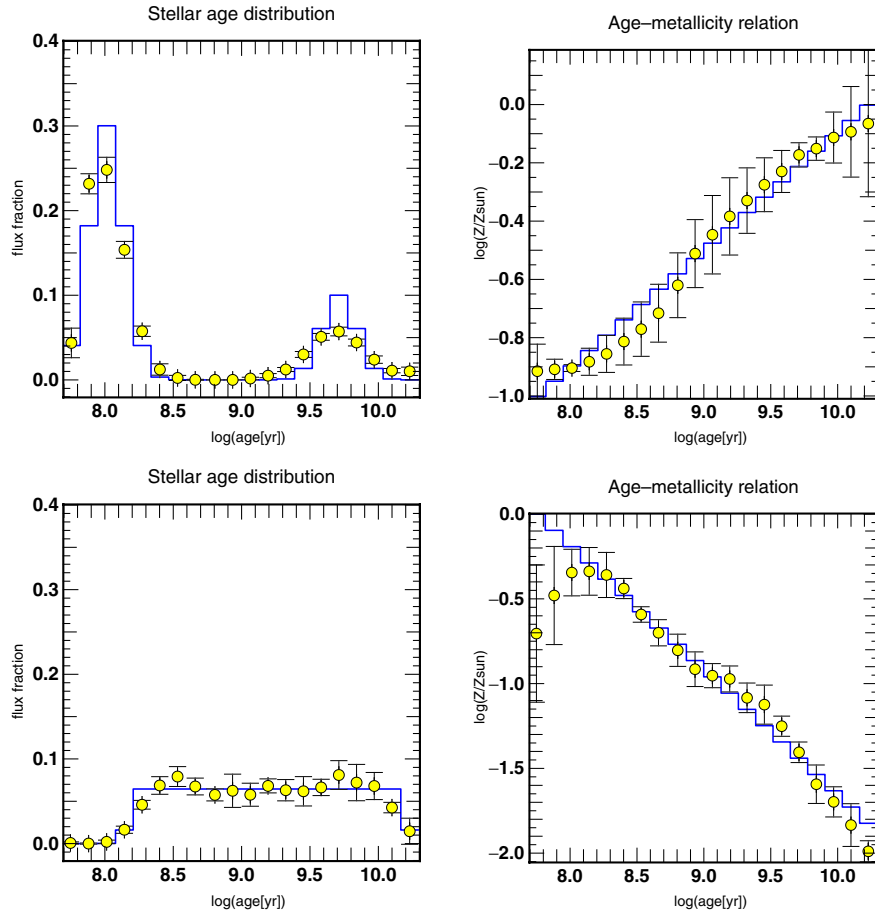 Stellar age distribution
0.4
0.3
0.2
0.1
0.0
flux fraction
8.0 8.5 9.0 9.5 10.0
log(age[yr])
Age–metallicity relation
0.0
−0.2
−0.4
−0.6
−0.8
−1.0
log(Z/Zsun)
8.0 8.5 9.0 9.5 10.0
log(age[yr])
Stellar age distribution
0.4
0.3
0.2
0.1
0.0
flux fraction
8.0 8.5 9.0 9.5 10.0
log(age[yr])
Age–metallicity relation
0.0
−0.5
−1.0
−1.5
−2.0
log(Z/Zsun)
8.0 8.5 9.0 9.5 10.0
log(age[yr])